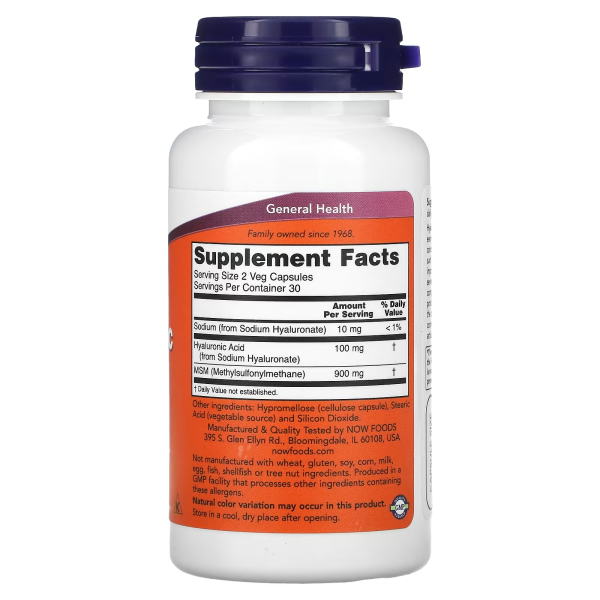 General Health
Family owned since 1968.
Supplement Facts
Serving Size 2 Veg Capsules
Servings Per Container 30
Amount Per Serving % Daily Value
Sodium (from Sodium Hyaluronate) 10 mg < 1%
Hyaluronic Acid 100 mg †
(from Sodium Hyaluronate)
MSM (Methylsulfonylmethane) 900 mg †
† Daily Value not established.
Other ingredients: Hypromellose (cellulose capsule), Stearic
Acid (vegetable source) and Silicon Dioxide.
Manufactured & Quality Tested by NOW FOODS
395 S. Glen Ellyn Rd., Bloomingdale, IL 60108, USA
nowfoods.com
Not manufactured with wheat, gluten, soy, corn, milk,
egg, fish, shellfish or tree nut ingredients. Produced in a
GMP facility that processes other ingredients containing
these allergens.
Natural color variation may occur in this product.
Store in a cool, dry place after opening.
GMP